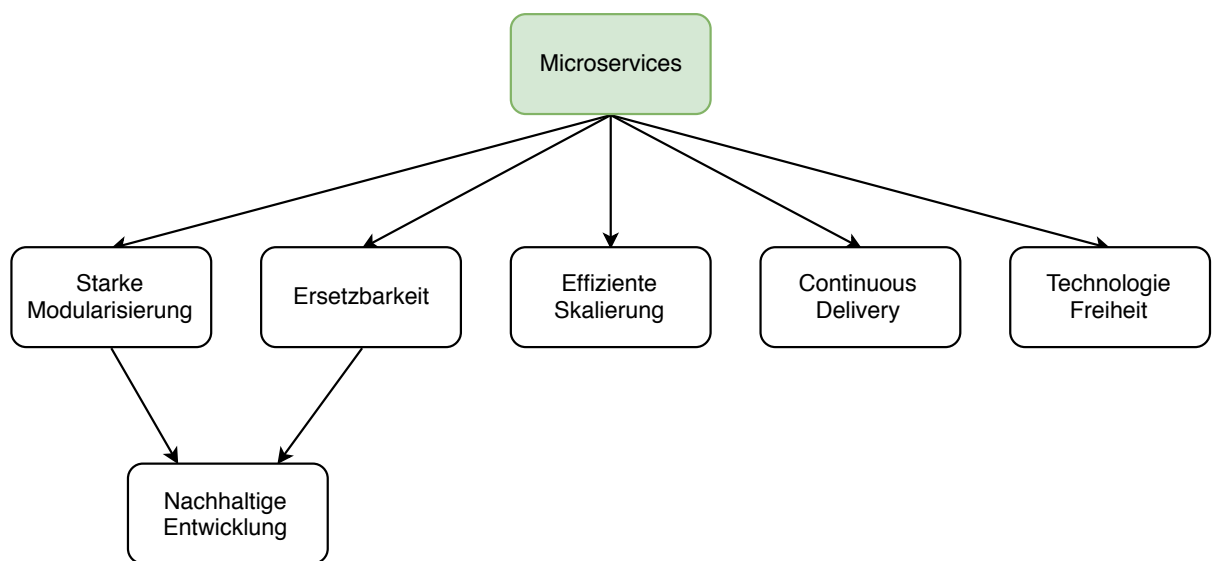 Microservices
Starke
Modularisierung
Ersetzbarkeit
Effiziente
Skalierung
Continuous
Delivery
Technologie
Freiheit
Nachhaltige
Entwicklung